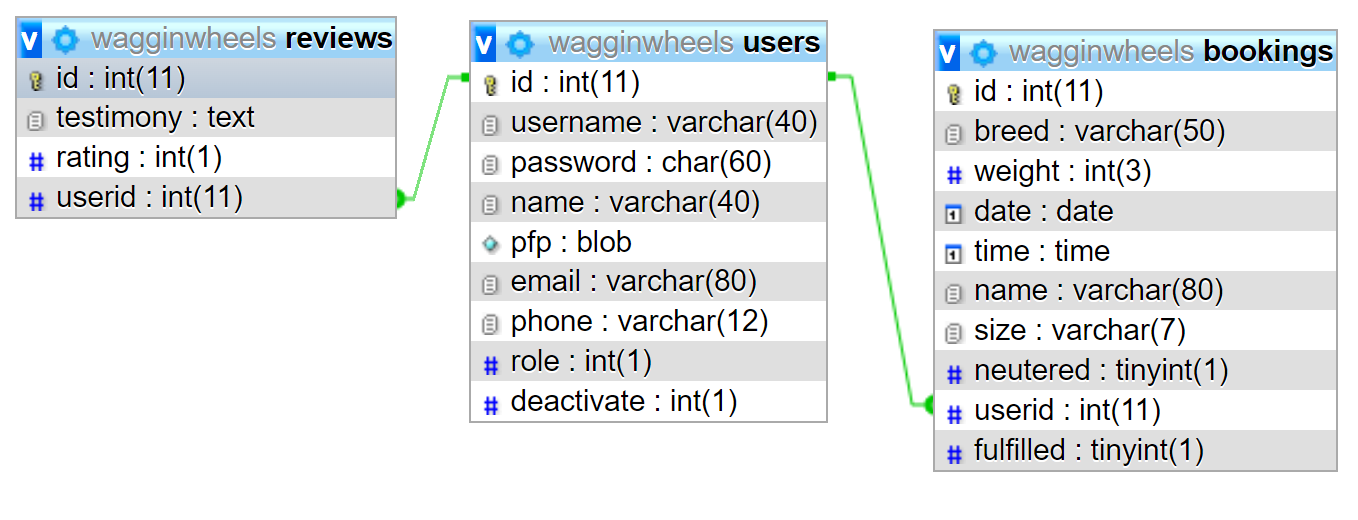 v wagginwheels reviews
id : int(11)
testimony : text
rating : int(1)
userid : int(11)
v wagginwheels users
id : int(11)
username : varchar(40)
password : char(60)
name : varchar(40)
pfp : blob
email : varchar(80)
phone : varchar(12)
role : int(1)
deactivate : int(1)
v wagginwheels bookings
id : int(11)
breed : varchar(50)
weight : int(3)
date : date
time : time
name : varchar(80)
size : varchar(7)
neutered : tinyint(1)
userid : int(11)
fulfilled : tinyint(1)